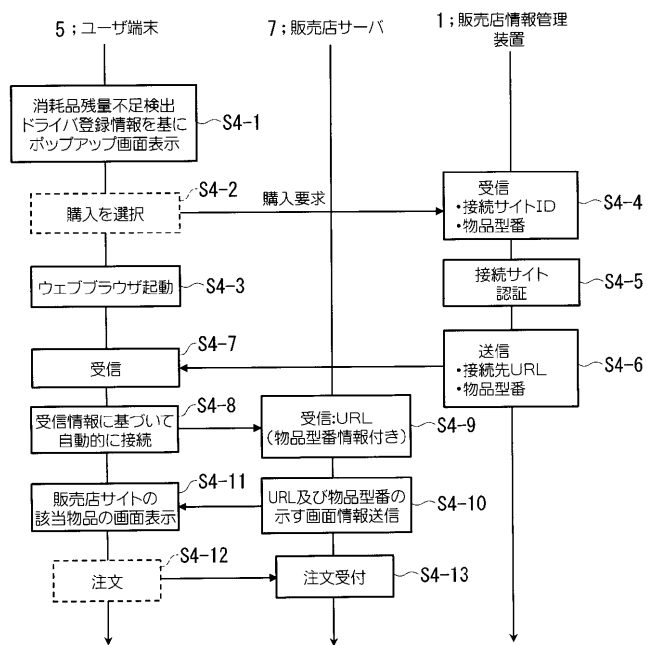 5;ユーザ端末
7;販売店サーバ
1;販売店情報管理
装置
消耗品残量不足検出
ドライバ登録情報を基に
ポップアップ画面表示
S4-1
購入を選択
S4-2
購入要求
受信
・接続サイトID
・物品型番
S4-4
ウェブブラウザ起動
S4-3
接続サイト
認証
S4-5
受信
S4-7
送信
・接続先URL
・物品型番
S4-6
受信情報に基づいて
自動的に接続
S4-8
受信:URL
(物品型番情報付き)
S4-9
販売店サイトの
該当物品の画面表示
S4-11
URL及び物品型番の
示す画面情報送信
S4-10
注文
S4-12
注文受付
S4-13